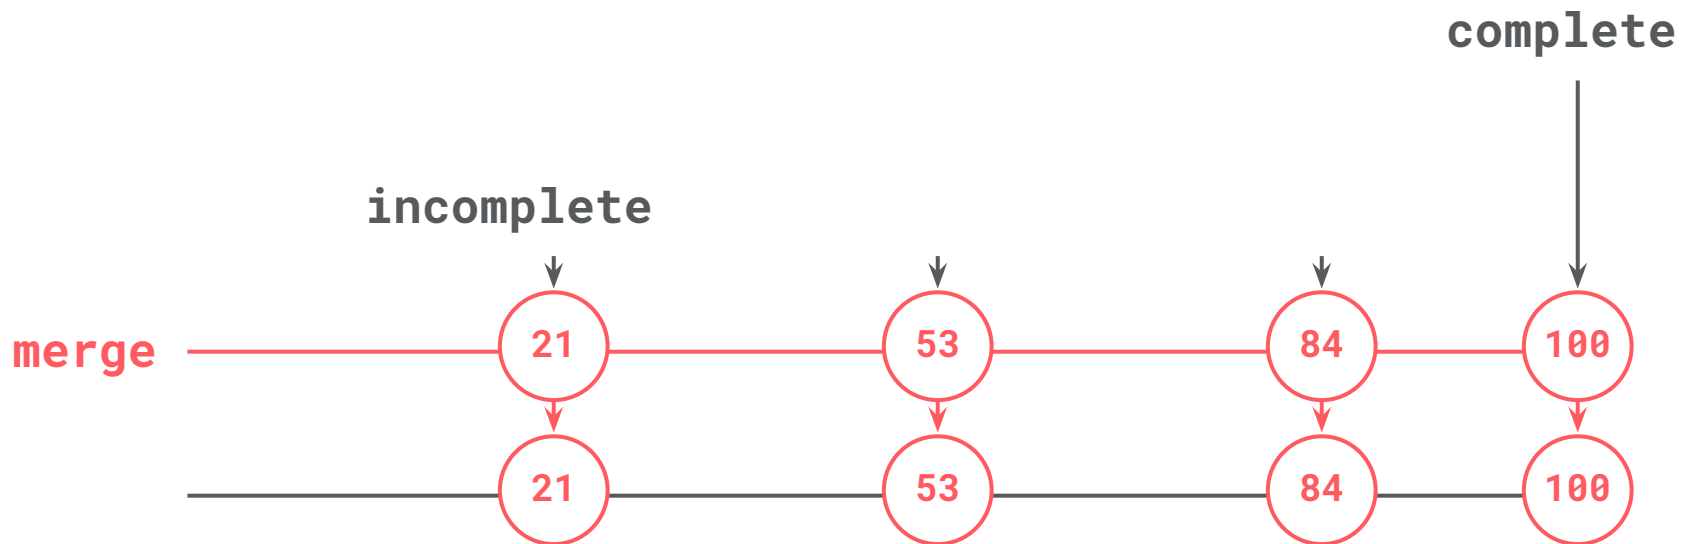 complete
incomplete
merge 21 53 84 100
21 53 84 100